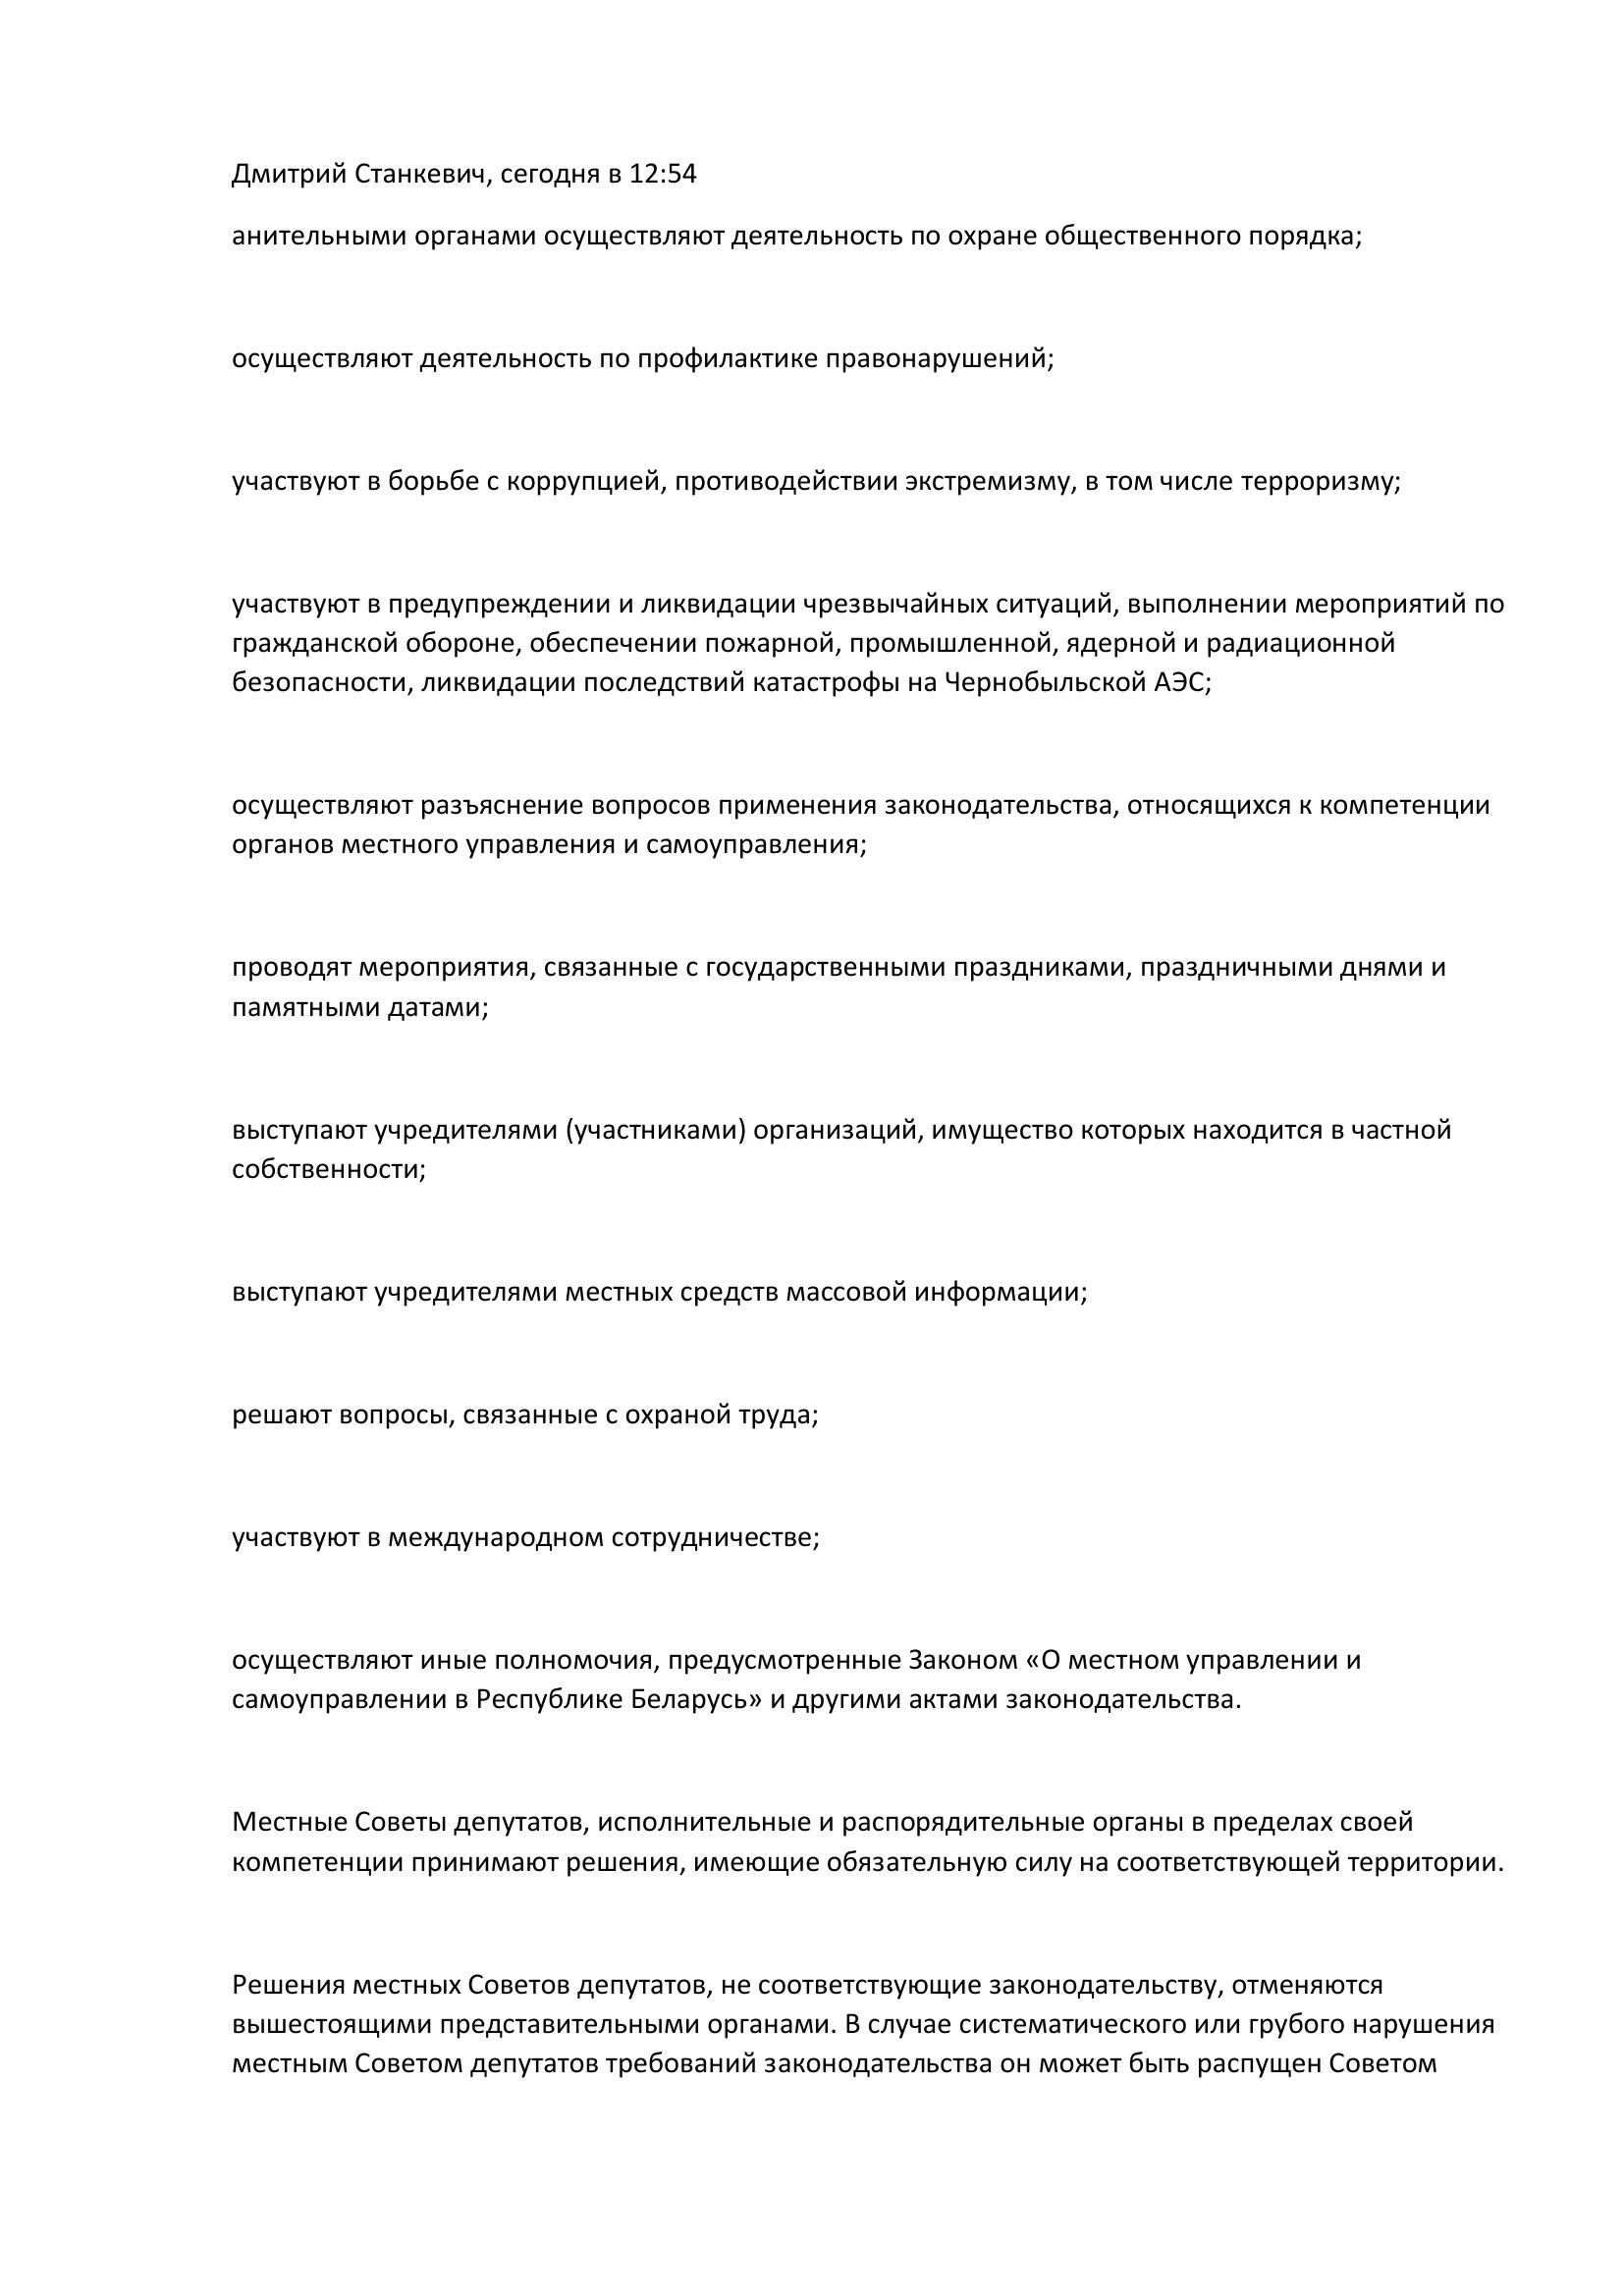 Дмитрий Станкевич, сегодня в 12:54
анительными органами осуществляют деятельность по охране общественного порядка;
осуществляют деятельность по профилактике правонарушений;
участвуют в борьбе с коррупцией, противодействии экстремизму, в том числе терроризму;
участвуют в предупреждении и ликвидации чрезвычайных ситуаций, выполнении мероприятий по
гражданской обороне, обеспечении пожарной, промышленной, ядерной и радиационной
безопасности, ликвидации последствий катастрофы на Чернобыльской АЭС;
осуществляют разъяснение вопросов применения законодательства, относящихся к компетенции
органов местного управления и самоуправления;
проводят мероприятия, связанные с государственными праздниками, праздничными днями и
памятными датами;
выступают учредителями (участниками) организаций, имущество которых находится в частной
собственности;
выступают учредителями местных средств массовой информации;
решают вопросы, связанные с охраной труда;
участвуют в международном сотрудничестве;
осуществляют иные полномочия, предусмотренные Законом «О местном управлении и
самоуправлении в Республике Беларусь» и другими актами законодательства.
Местные Советы депутатов, исполнительные и распорядительные органы в пределах своей
компетенции принимают решения, имеющие обязательную силу на соответствующей территории.
Решения местных Советов депутатов, не соответствующие законодательству, отменяются
вышестоящими представительными органами. В случае систематического или грубого нарушения
местным Советом депутатов требований законодательства он может быть распущен Советом